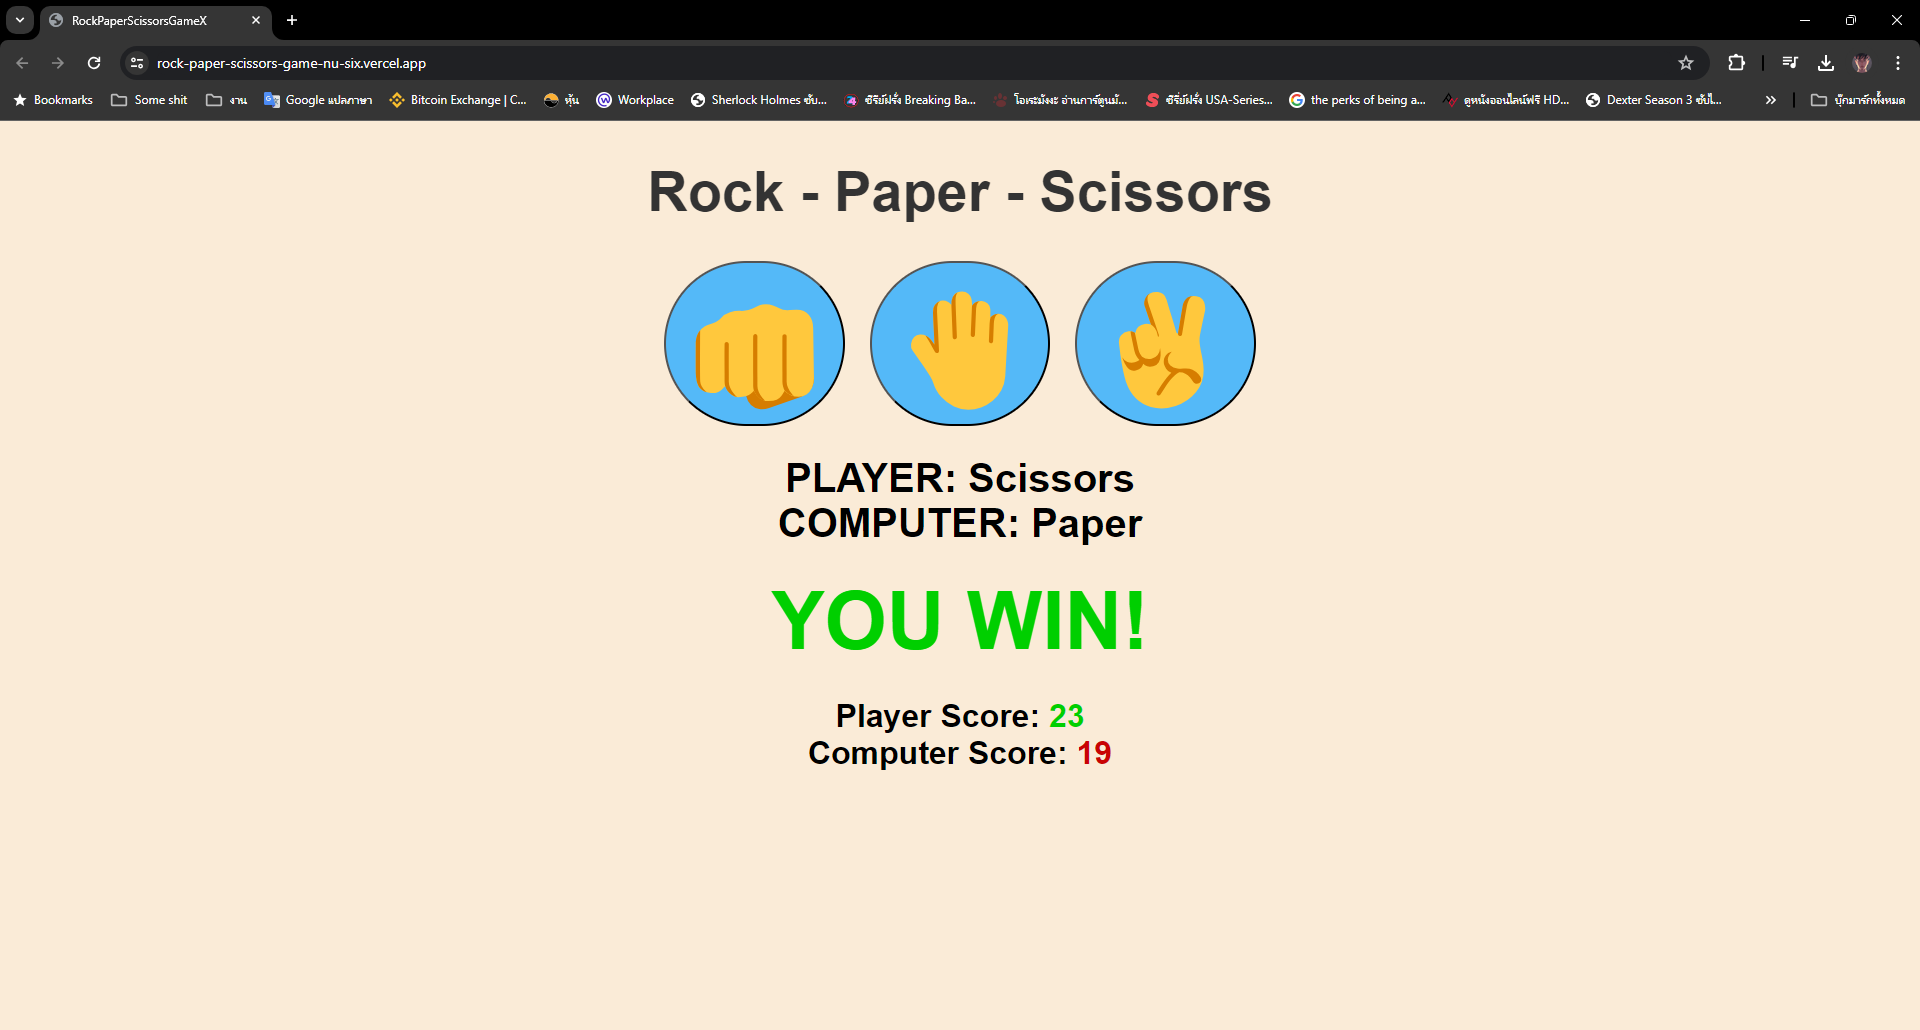 RockPaperScissorsGameX
rock-paper-scissors-game-nu-six.vercel.app
Bookmarks Some shit งาน Google แปลภาษา Bitcoin Exchange | C... หุ้น Workplace Sherlock Holmes ซับ... ซีรีย์ฝรั่ง Breaking Ba... โอเระมังงะ อ่านการ์ตูนมั... ซีรี่ย์ฝรั่ง USA-Series... the perks of being a... ดูหนังออนไลน์ฟรี HD... Dexter Season 3 ซับไ... บุ๊กมาร์กทั้งหมด
Rock - Paper - Scissors
PLAYER: Scissors
COMPUTER: Paper
YOU WIN!
Player Score: 23
Computer Score: 19